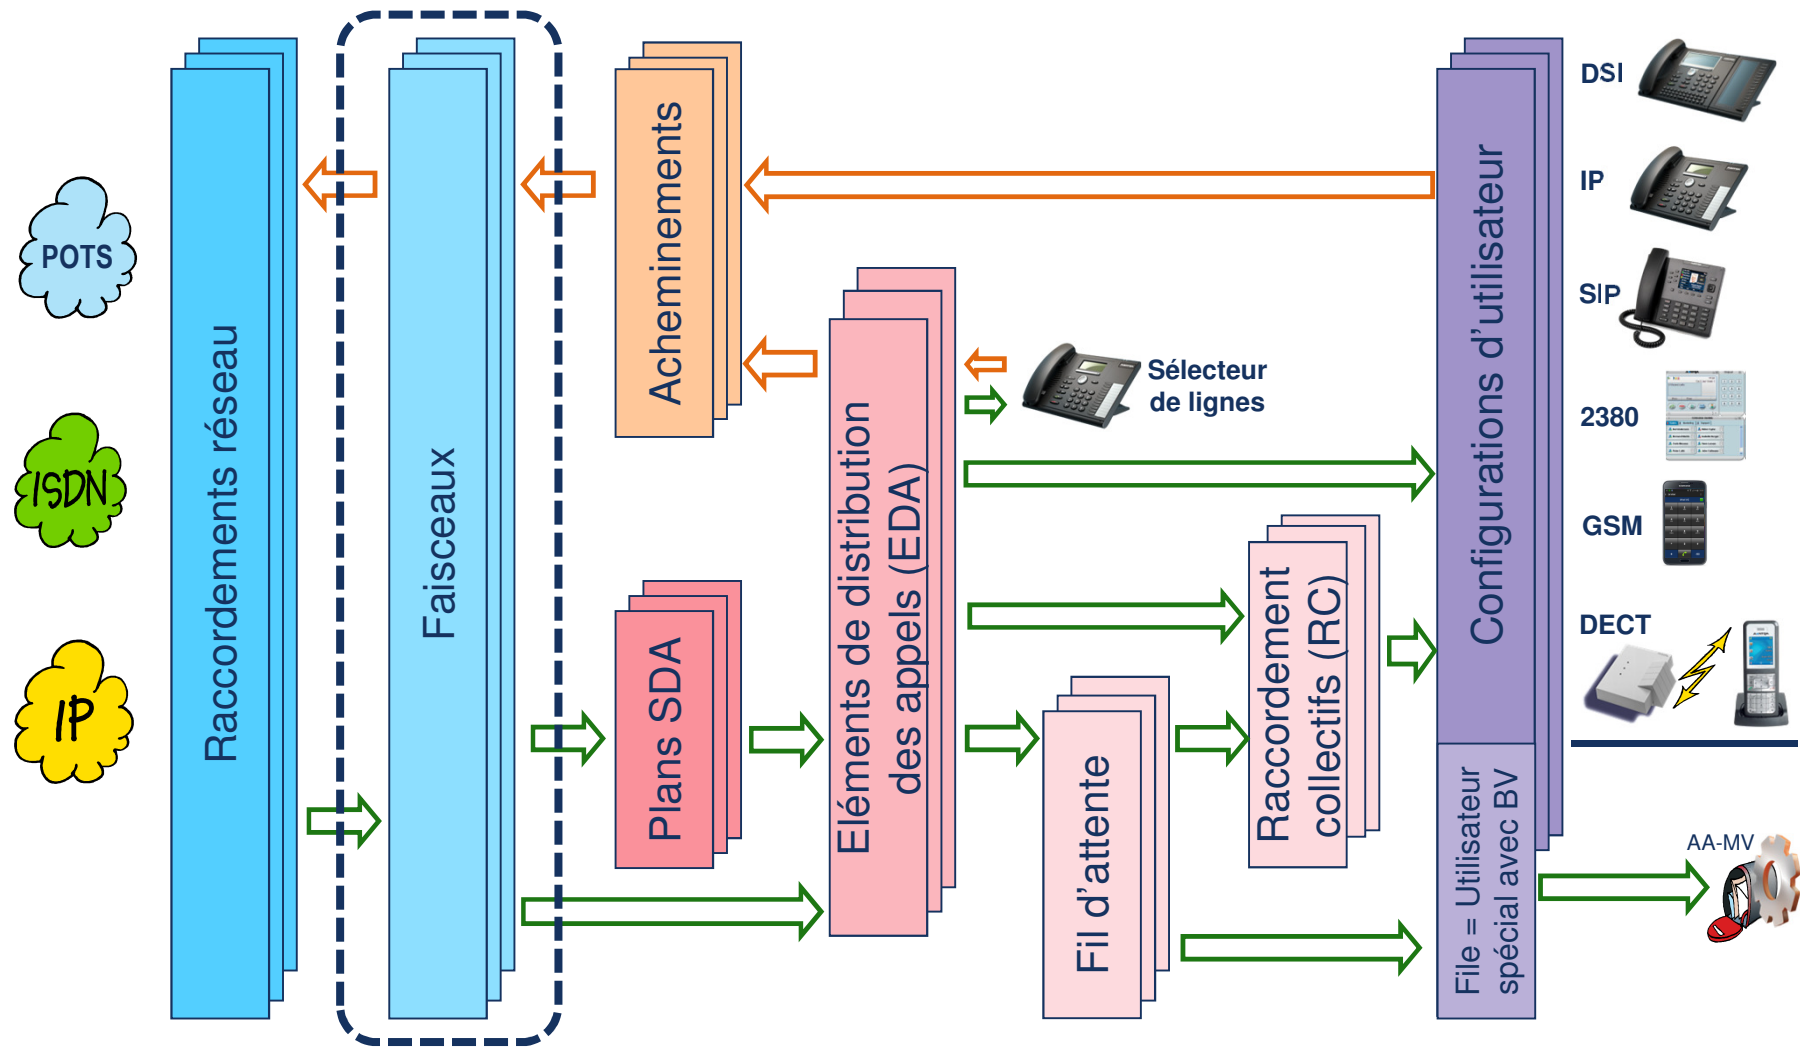 POTS
ISDN
IP
Raccordements réseau
Faisceaux
Acheminements
Plans SDA
Eléments de distribution
des appels (EDA)
Sélecteur
de lignes
Fil d'attente
Raccordement
collectifs (RC)
Configurations d'utilisateur
File = Utilisateur
spécial avec BV
DSI
IP
SIP
2380
GSM
DECT
AA-MV